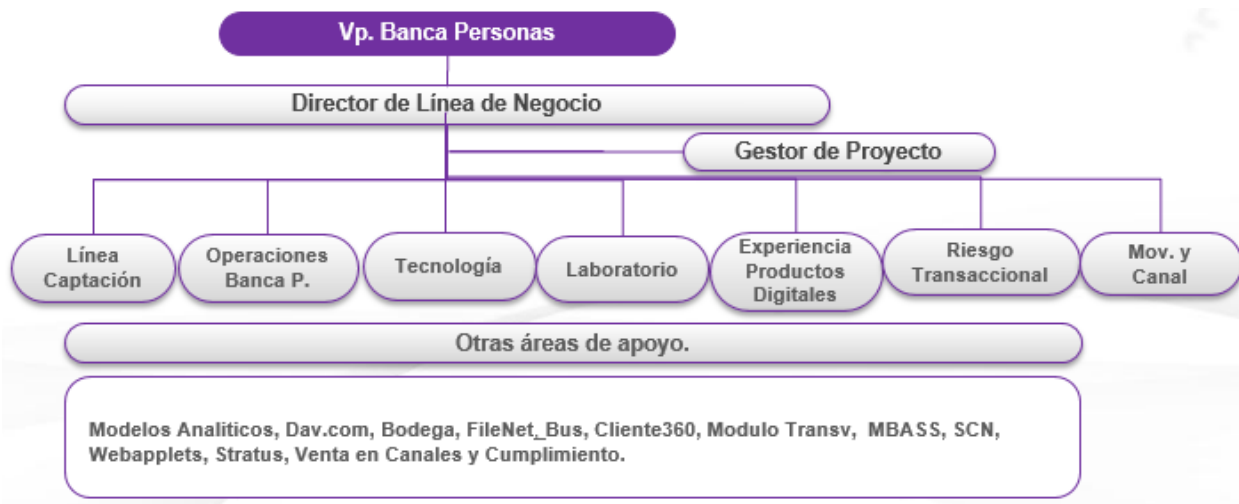 Vp. Banca Personas
Director de Línea de Negocio
Gestor de Proyecto
Línea
Captación
Operaciones
Banca P.
Tecnología
Laboratorio
Experiencia
Productos
Digitales
Riesgo
Transaccional
Mov. y
Canal
Otras áreas de apoyo.
Modelos Analiticos, Dav.com, Bodega, FileNet,_Bus, Cliente360, Modulo Transv, MBASS, SCN,
Webapplets, Stratus, Venta en Canales y Cumplimiento.